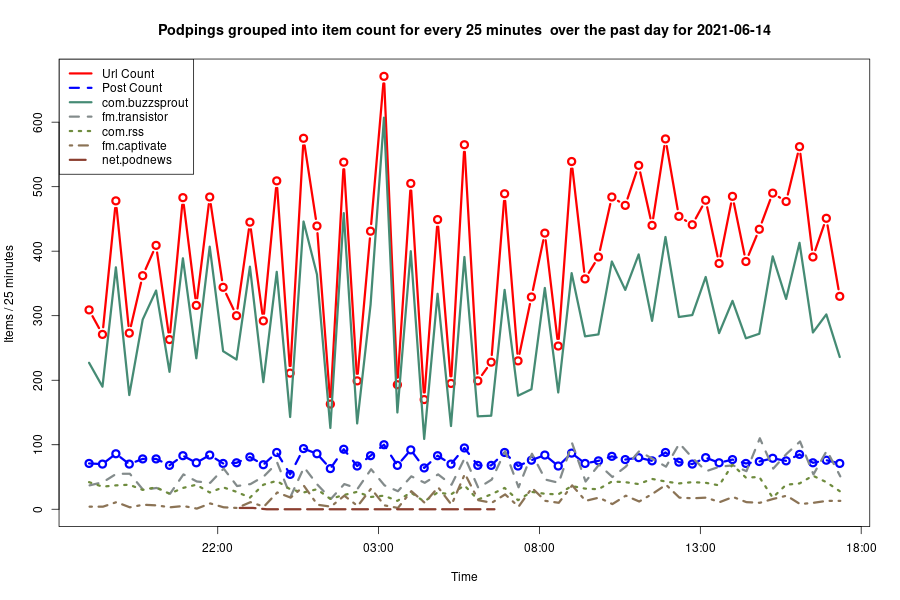 Podpings grouped into item count for every 25 minutes  over the past day for 2021-06-14
Url Count
Post Count
com.buzzsprout
fm.transistor
com.rss
fm.captivate
net.podnews
Items / 25 minutes
600
500
400
300
200
100
0
22:00 03:00 08:00 13:00 18:00
Time